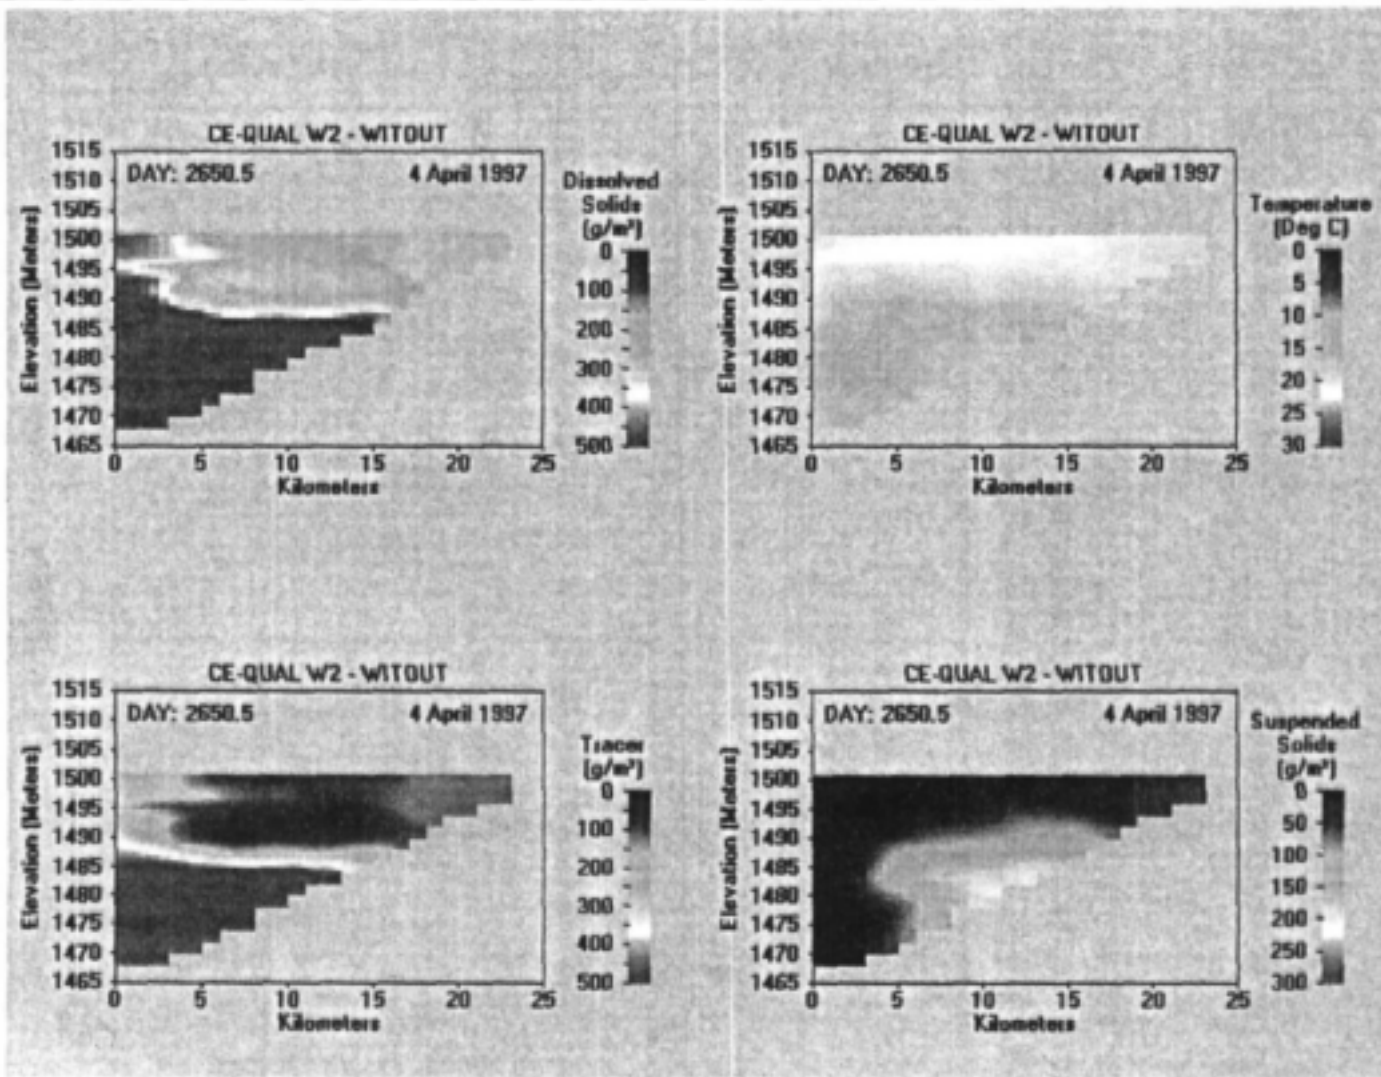 CE-QUAL W2 - WITOUT
DAY: 2650.5 4 April 1997
Elevation (Meters)
1515
1510
1505
1500
1495
1490
1485
1480
1475
1470
1465
0 5 10 15 20 25
Kilometers
Dissolved
Solids
(g/m³)
0
100
200
300
400
500
CE-QUAL W2 - WITOUT
DAY: 2650.5 4 April 1997
Elevation (Meters)
1515
1510
1505
1500
1495
1490
1485
1480
1475
1470
1465
0 5 10 15 20 25
Kilometers
Temperature
(Deg C)
0
5
10
15
20
25
30
CE-QUAL W2 - WITOUT
DAY: 2650.5 4 April 1997
Elevation (Meters)
1515
1510
1505
1500
1495
1490
1485
1480
1475
1470
1465
0 5 10 15 20 25
Kilometers
Tracer
(g/m³)
0
100
200
300
400
500
CE-QUAL W2 - WITOUT
DAY: 2650.5 4 April 1997
Elevation (Meters)
1515
1510
1505
1500
1495
1490
1485
1480
1475
1470
1465
0 5 10 15 20 25
Kilometers
Suspended
Solids
(g/m³)
0
50
100
150
200
250
300